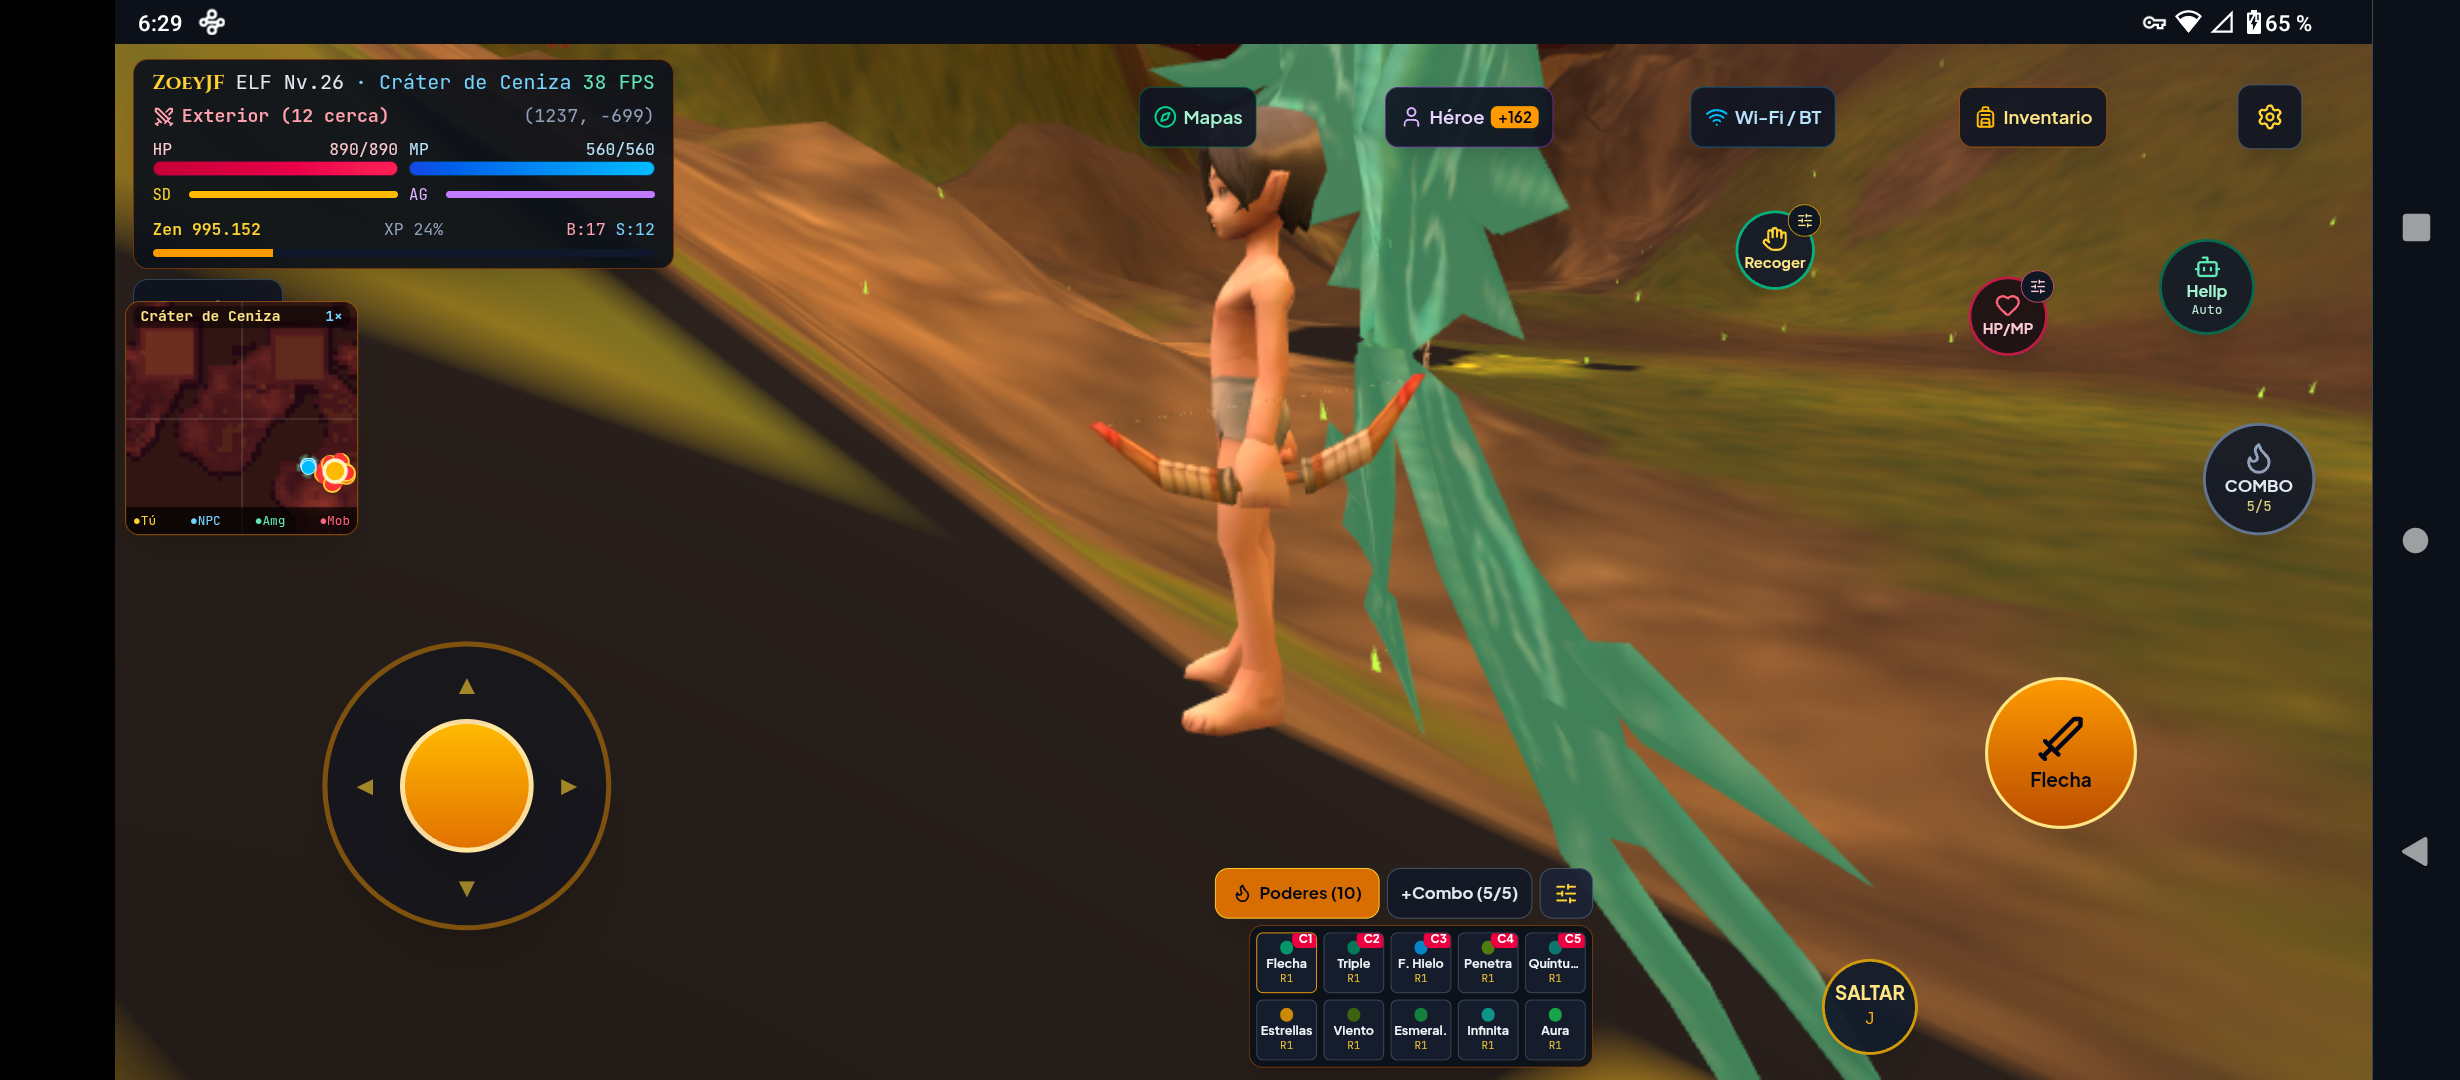 6:29
65 %
ZOEYJF ELF Nv.26 · Cráter de Ceniza 38 FPS
Exterior (12 cerca) (1237, -699)
HP 890/890 MP 560/560
SD AG
Zen 995.152 XP 24% B:17 S:12
Mapas
Héroe +162
Wi-Fi / BT
Inventario
Recoger
HP/MP
Hellp
Auto
Cráter de Ceniza 1×
Tú NPC Amg Mob
COMBO
5/5
Flecha
Poderes (10)
+Combo (5/5)
C1 C2 C3 C4 C5
Flecha Triple F. Hielo Penetra Quíntu...
R1 R1 R1 R1 R1
Estrellas Viento Esmeral. Infinita Aura
R1 R1 R1 R1 R1
SALTAR
J